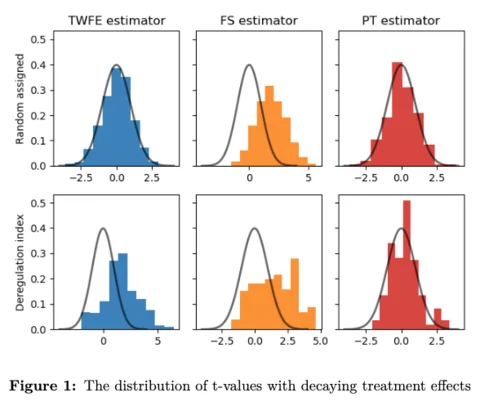 TWFE estimator FS estimator PT estimator
Random assigned
0.5
0.4
0.3
0.2
0.1
0.0
−2.5 0.0 2.5 0 5 −2.5 0.0 2.5
Deregulation index
0.5
0.4
0.3
0.2
0.1
0.0
0 5 −2.5 0.0 2.5 5.0 −2.5 0.0 2.5
Figure 1: The distribution of t-values with decaying treatment effects